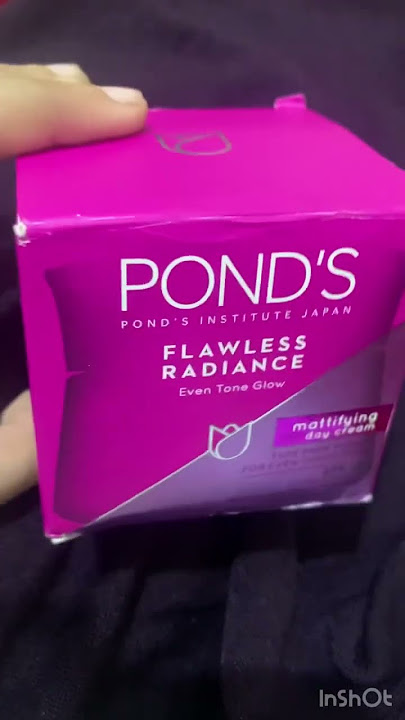 POND'S
POND'S INSTITUTE JAPAN
FLAWLESS
RADIANCE
Even Tone Glow
mattifying
day cream
InShOt